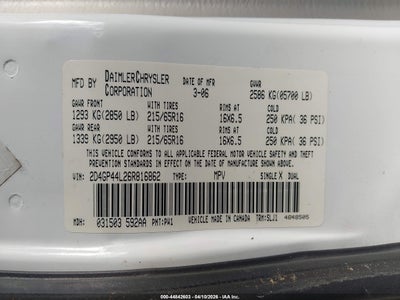 MFD BY DAIMLERCHRYSLER CORPORATION DATE OF MFR 3-06 GVWR 2586 KG(05700 LB)
GAWR FRONT WITH TIRES RIMS AT COLD
1293 KG(2850 LB) 215/65R16 16X6.5 250 KPA( 36 PSI)
GAWR REAR WITH TIRES RIMS AT COLD
1339 KG(2950 LB) 215/65R16 16X6.5 250 KPA( 36 PSI)
THIS VEHICLE CONFORMS TO ALL APPLICABLE FEDERAL MOTOR VEHICLE SAFETY, BUMPER, AND
THEFT PREVENTION STANDARDS IN EFFECT ON THE DATE OF MANUFACTURE SHOWN ABOVE.
VIN: 2D4GP44L26R816862 TYPE: MPV SINGLE X DUAL
MDH: 031503 592AA PNT: PW1 VEHICLE MADE IN CANADA TRM: SLJ1 4848505
000-44842603 - 04/10/2026 - IAA Inc.